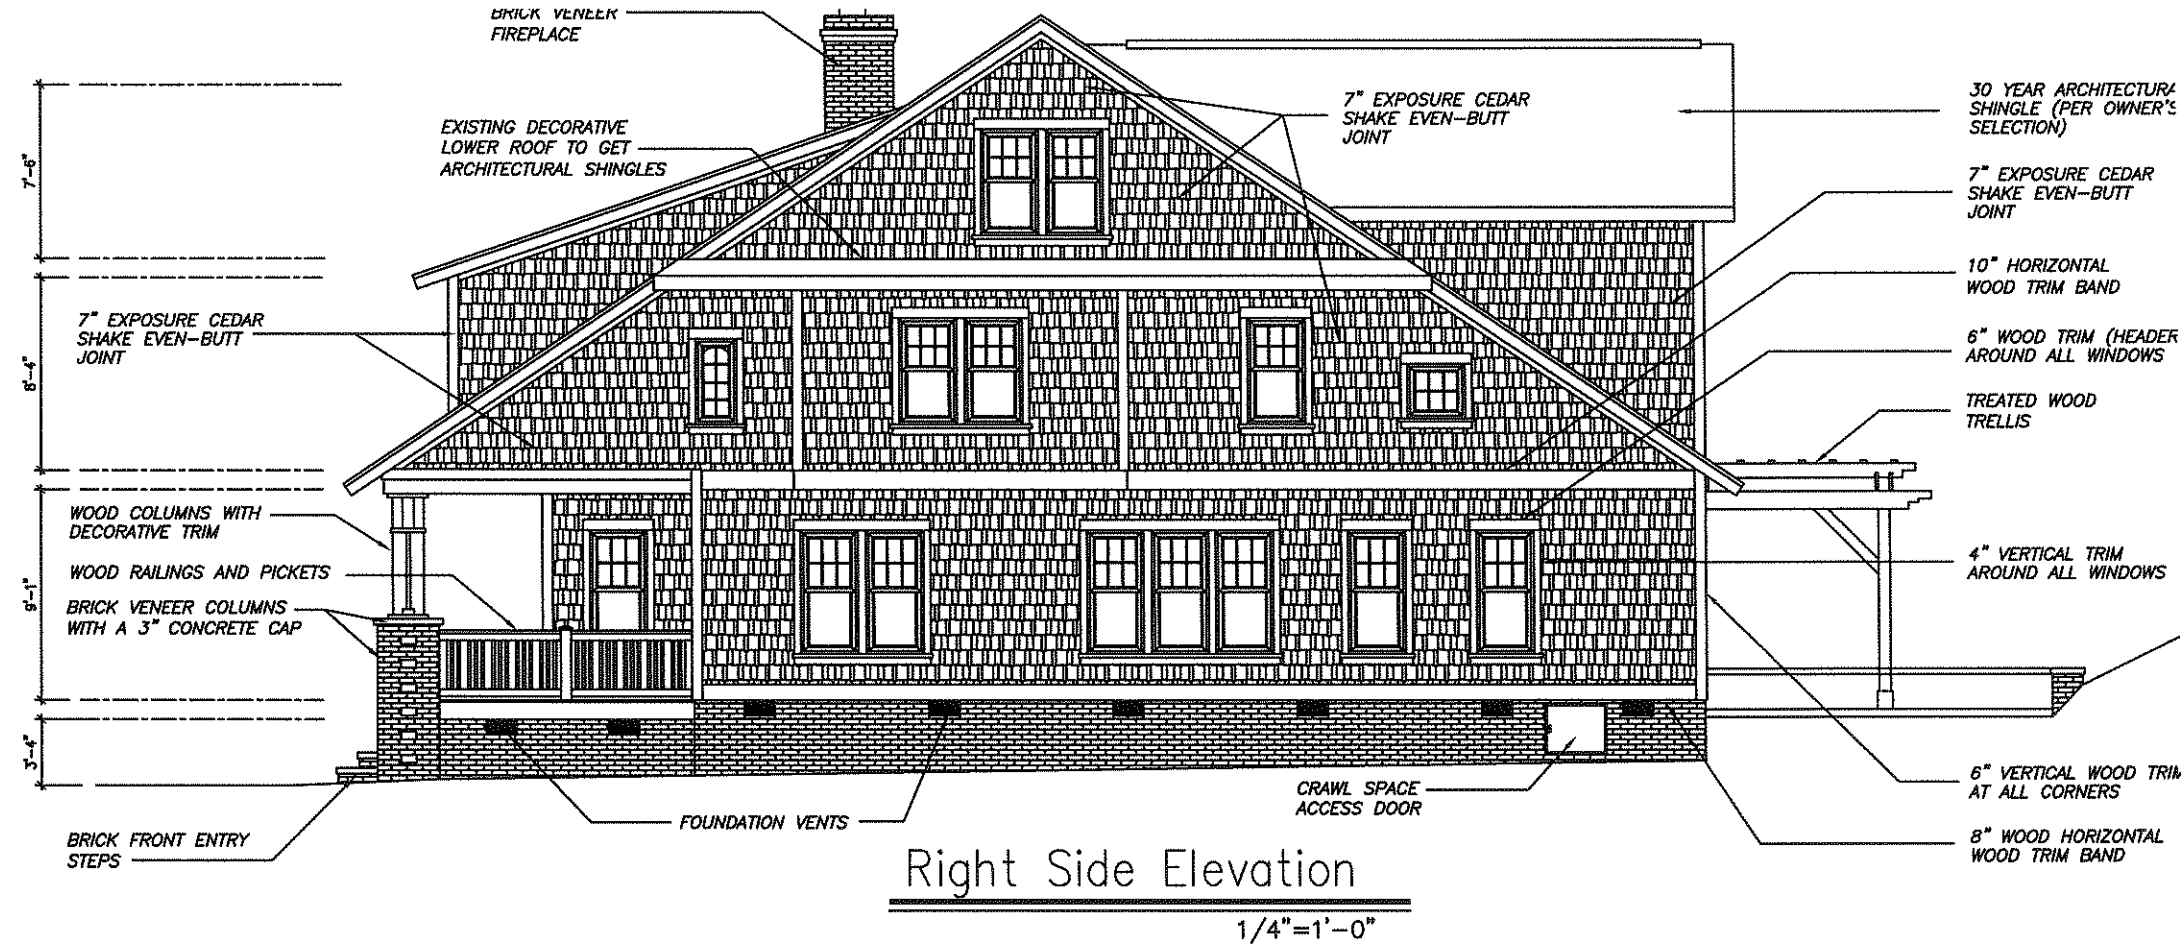 BRICK VENEER
FIREPLACE
7" EXPOSURE CEDAR
SHAKE EVEN-BUTT
JOINT
30 YEAR ARCHITECTURA
SHINGLE (PER OWNER'S
SELECTION)
EXISTING DECORATIVE
LOWER ROOF TO GET
ARCHITECTURAL SHINGLES
7'-6"
7" EXPOSURE CEDAR
SHAKE EVEN-BUTT
JOINT
10" HORIZONTAL
WOOD TRIM BAND
7" EXPOSURE CEDAR
SHAKE EVEN-BUTT
JOINT
8'-4"
6" WOOD TRIM (HEADER
AROUND ALL WINDOWS
TREATED WOOD
TRELLIS
WOOD COLUMNS WITH
DECORATIVE TRIM
WOOD RAILINGS AND PICKETS
9'-1"
BRICK VENEER COLUMNS
WITH A 3" CONCRETE CAP
4" VERTICAL TRIM
AROUND ALL WINDOWS
3'-4"
CRAWL SPACE
ACCESS DOOR
6" VERTICAL WOOD TRIM
AT ALL CORNERS
FOUNDATION VENTS
BRICK FRONT ENTRY
STEPS
8" WOOD HORIZONTAL
WOOD TRIM BAND
Right Side Elevation
1/4"=1'-0"